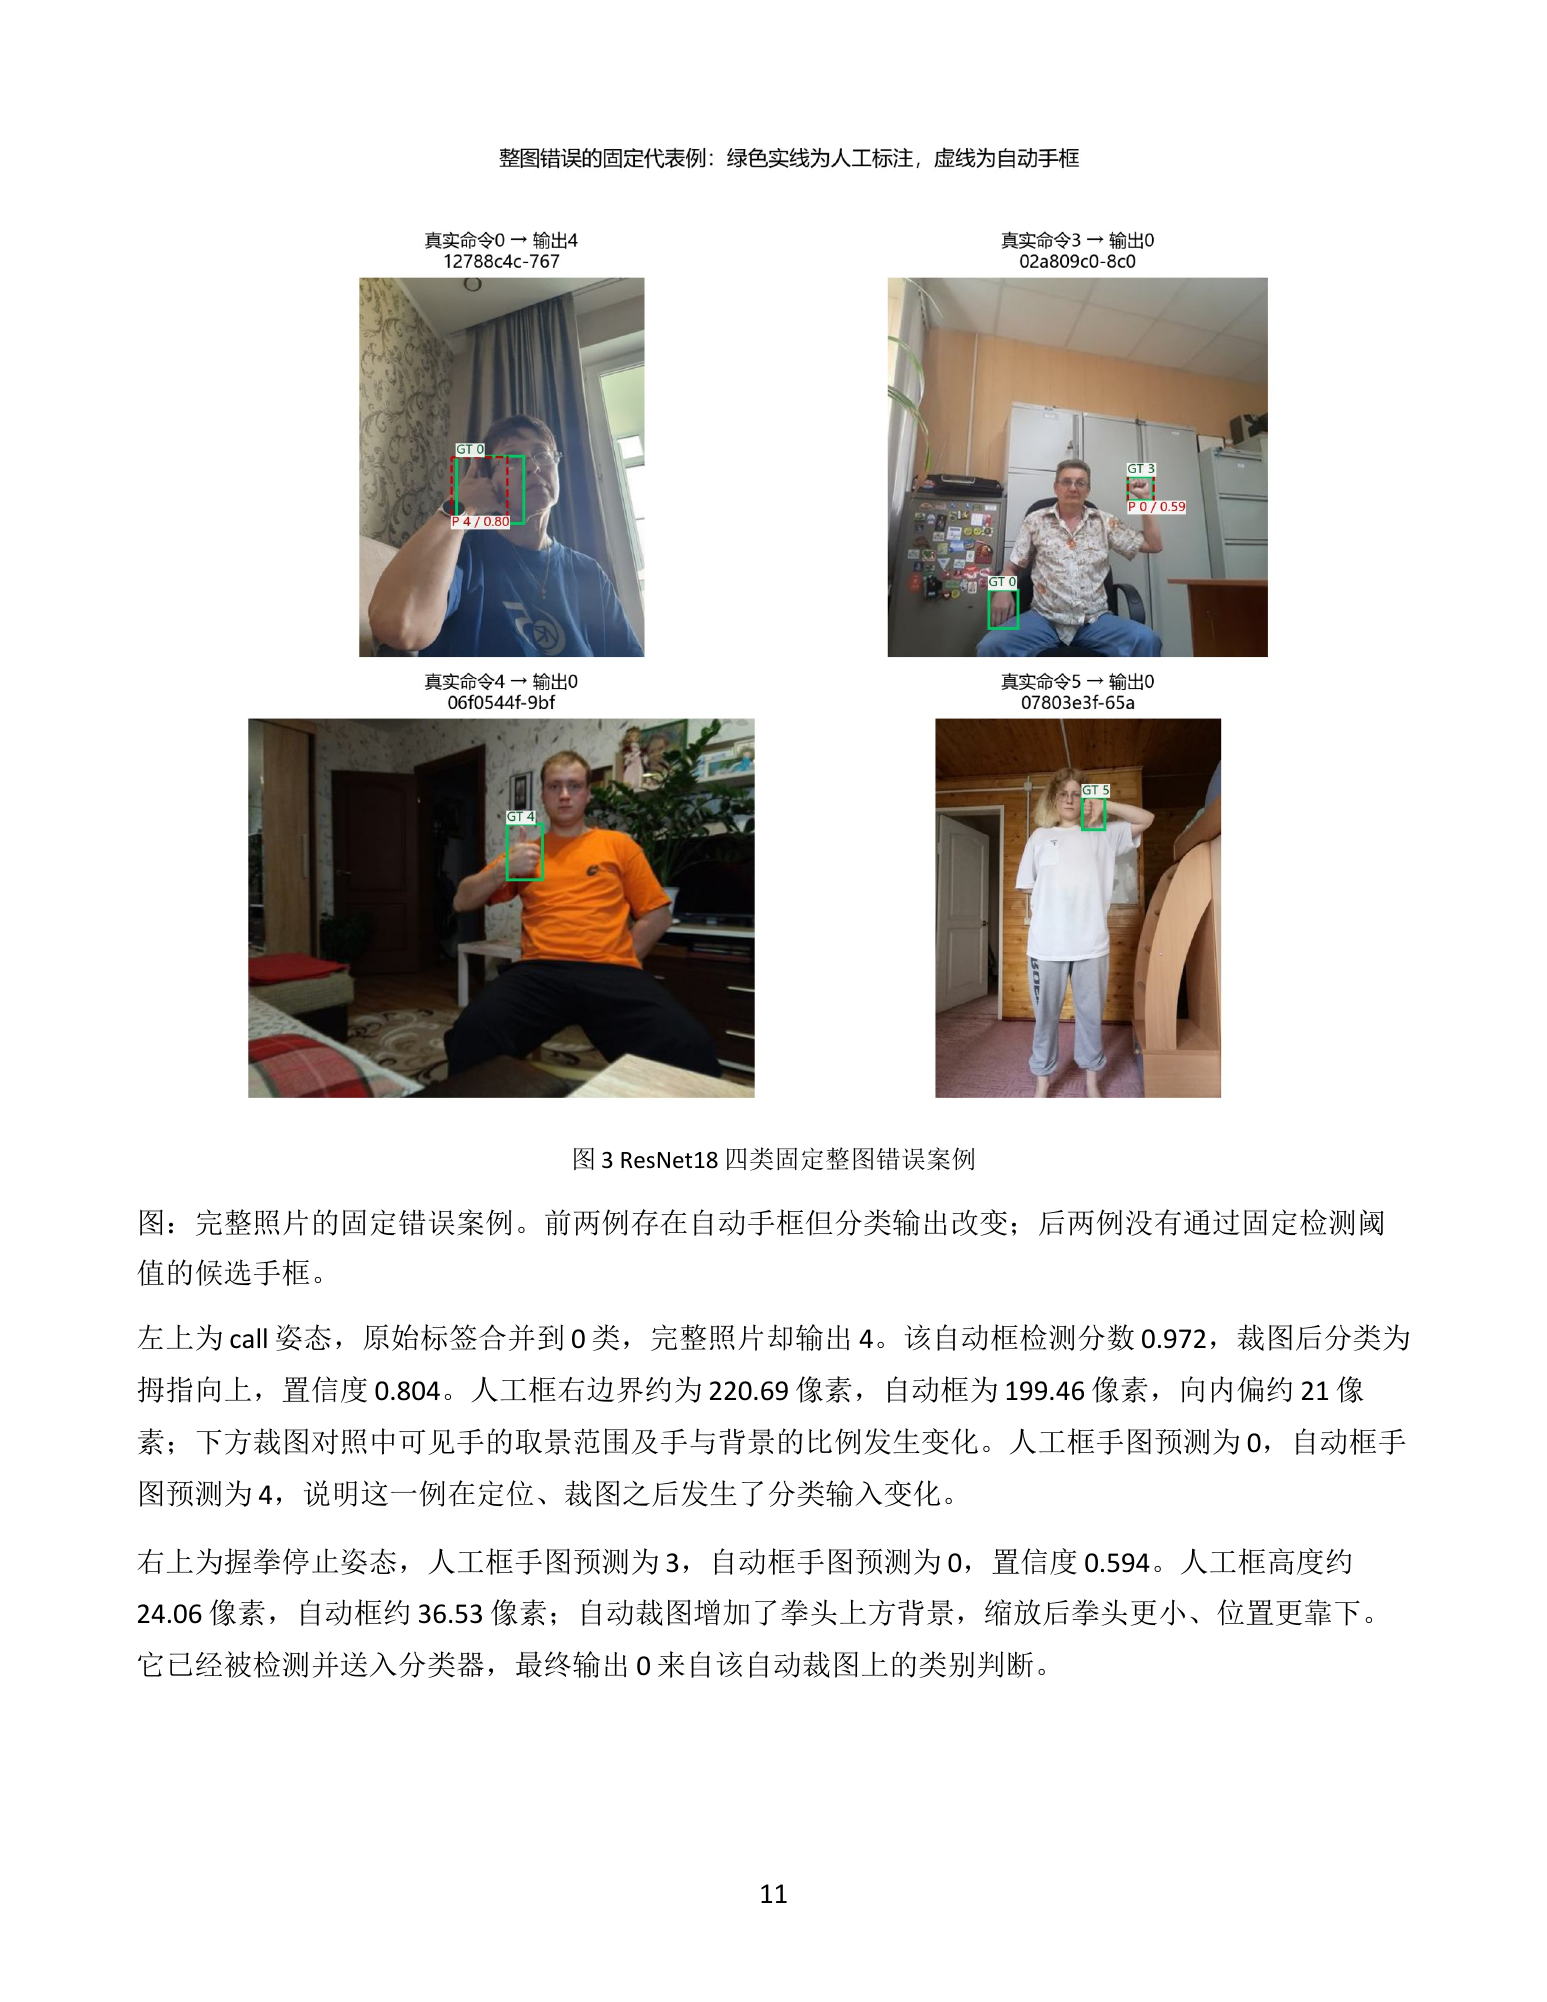 整图错误的固定代表例：绿色实线为人工标注，虚线为自动手框
真实命令0 → 输出4
12788c4c-767
真实命令3 → 输出0
02a809c0-8c0
GT 0
P 4 / 0.80
GT 3
P 0 / 0.59
GT 0
真实命令4 → 输出0
06f0544f-9bf
真实命令5 → 输出0
07803e3f-65a
GT 4
GT 5
图 3 ResNet18 四类固定整图错误案例
图：完整照片的固定错误案例。前两例存在自动手框但分类输出改变；后两例没有通过固定检测阈
值的候选手框。
左上为 call 姿态，原始标签合并到 0 类，完整照片却输出 4。该自动框检测分数 0.972，裁图后分类为
拇指向上，置信度 0.804。人工框右边界约为 220.69 像素，自动框为 199.46 像素，向内偏约 21 像
素；下方裁图对照中可见手的取景范围及手与背景的比例发生变化。人工框手图预测为 0，自动框手
图预测为 4，说明这一例在定位、裁图之后发生了分类输入变化。
右上为握拳停止姿态，人工框手图预测为 3，自动框手图预测为 0，置信度 0.594。人工框高度约
24.06 像素，自动框约 36.53 像素；自动裁图增加了拳头上方背景，缩放后拳头更小、位置更靠下。
它已经被检测并送入分类器，最终输出 0 来自该自动裁图上的类别判断。
11